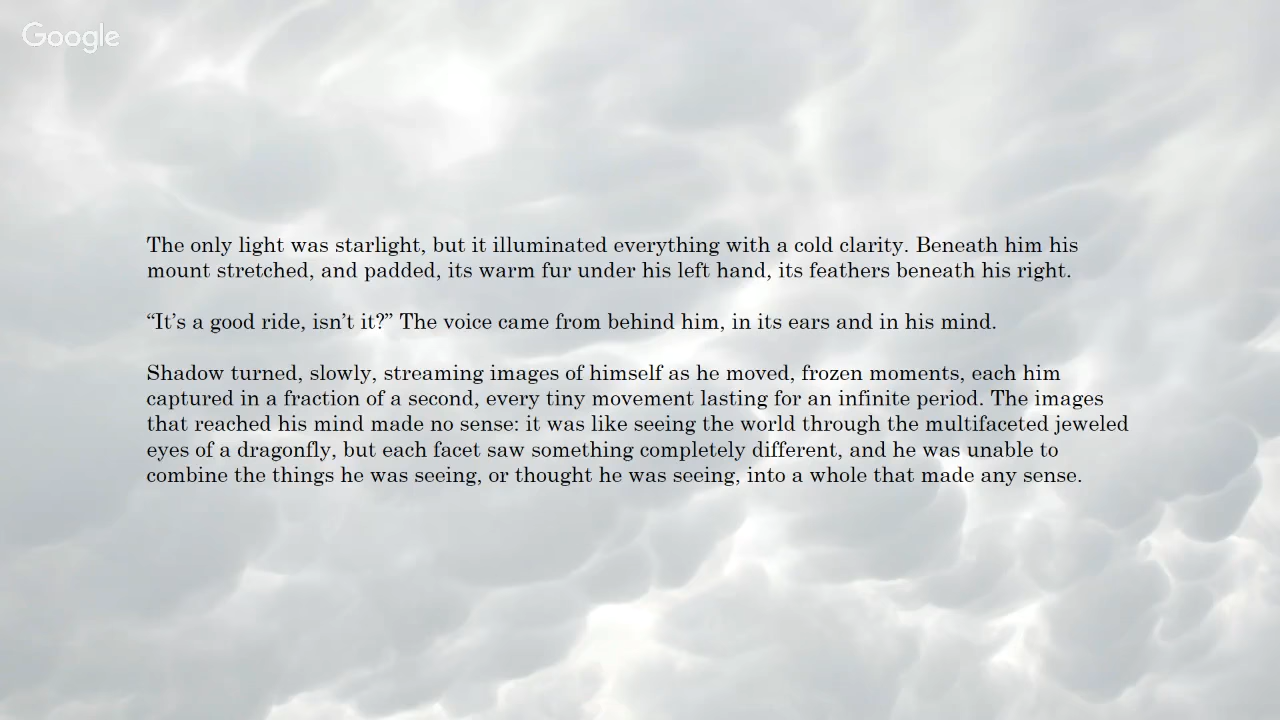 Google
The only light was starlight, but it illuminated everything with a cold clarity. Beneath him his
mount stretched, and padded, its warm fur under his left hand, its feathers beneath his right.
“It’s a good ride, isn’t it?” The voice came from behind him, in its ears and in his mind.
Shadow turned, slowly, streaming images of himself as he moved, frozen moments, each him
captured in a fraction of a second, every tiny movement lasting for an infinite period. The images
that reached his mind made no sense: it was like seeing the world through the multifaceted jeweled
eyes of a dragonfly, but each facet saw something completely different, and he was unable to
combine the things he was seeing, or thought he was seeing, into a whole that made any sense.